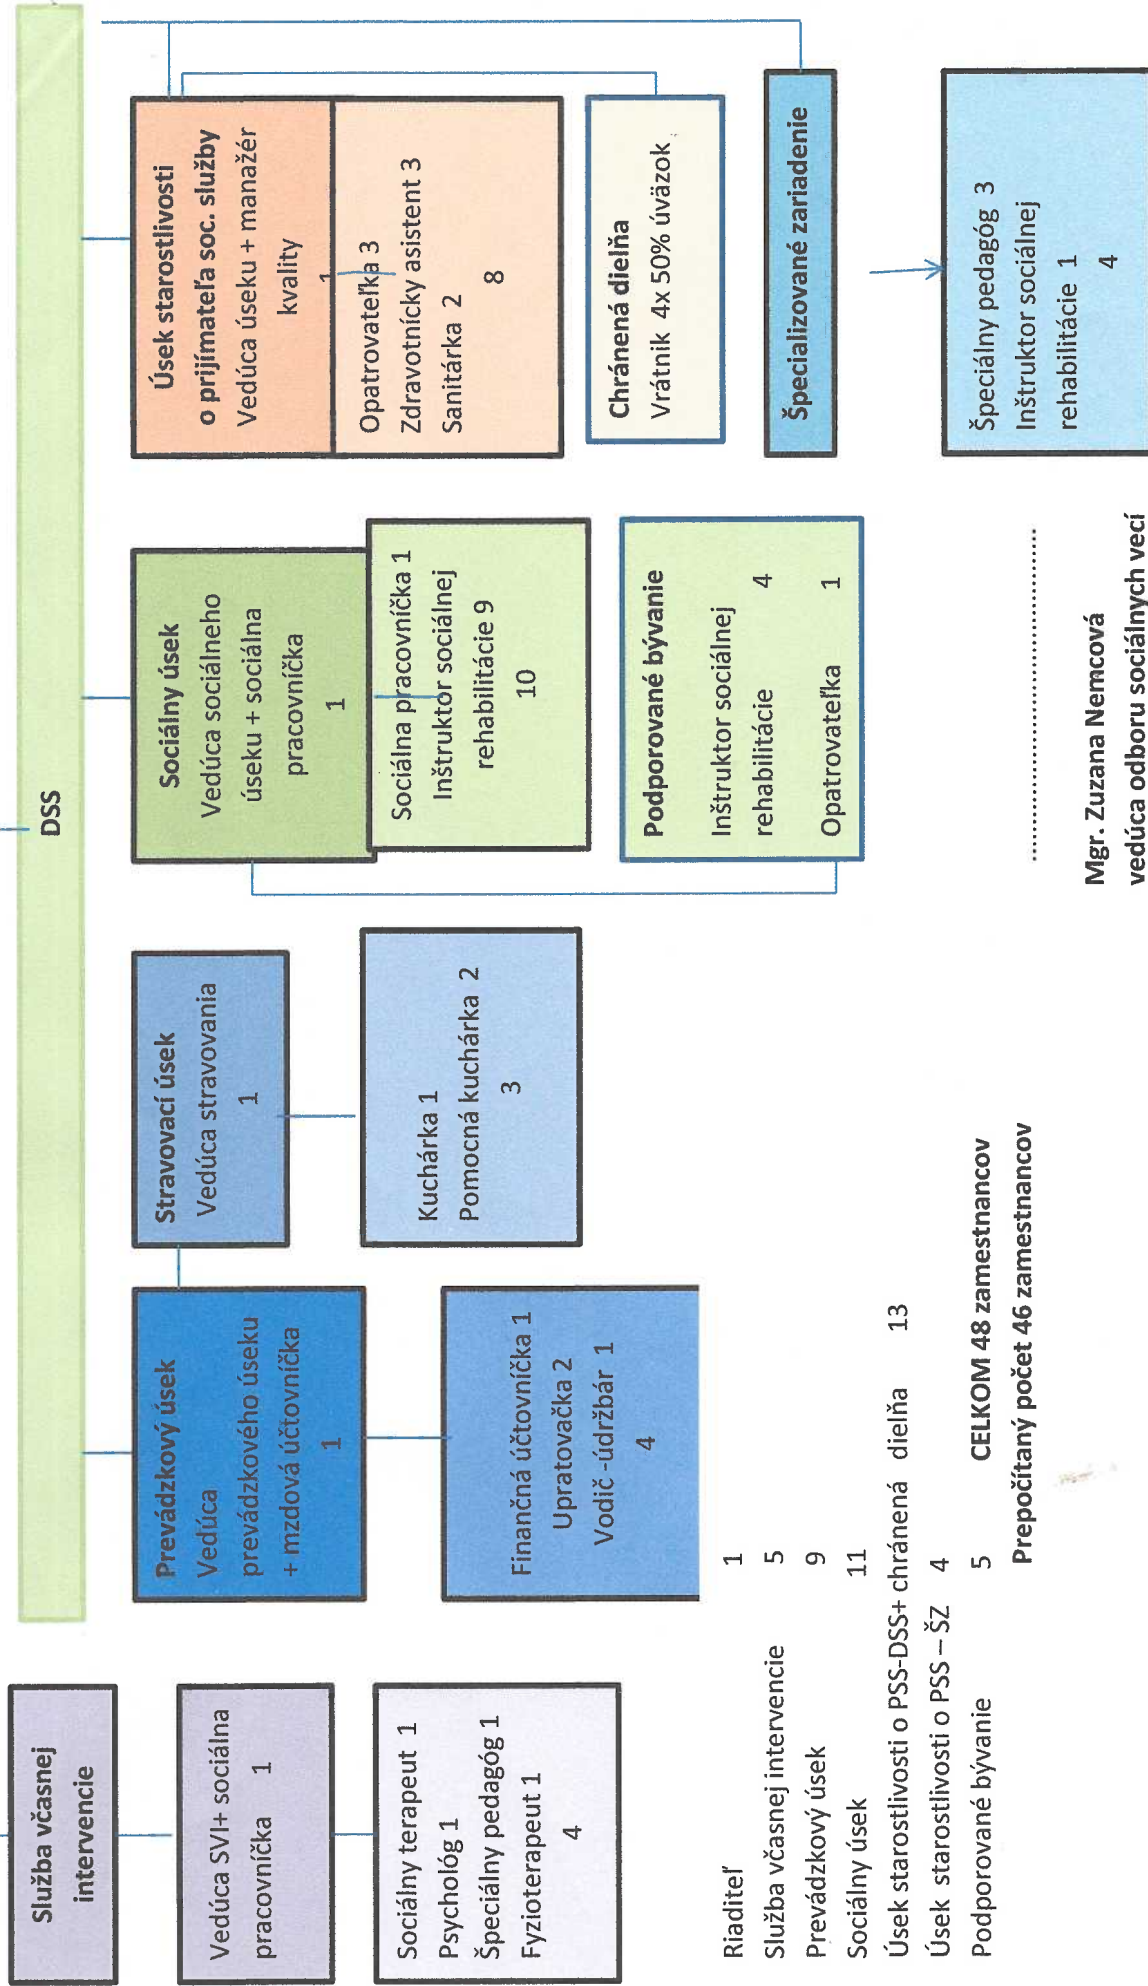 DSS
Služba včasnej
intervencie
Vedúca SVI+ sociálna
pracovníčka 1
Sociálny terapeut 1
Psychológ 1
Špeciálny pedagóg 1
Fyzioterapeut 1
4
Prevádzkový úsek
Vedúca
prevádzkového úseku
+ mzdová účtovníčka
1
Finančná účtovníčka 1
Upratovačka 2
Vodič -údržbár 1
4
Stravovací úsek
Vedúca stravovania
1
Kuchárka 1
Pomocná kuchárka 2
3
Sociálny úsek
Vedúca sociálneho
úseku + sociálna
pracovníčka
1
Sociálna pracovníčka 1
Inštruktor sociálnej
rehabilitácie 9
10
Podporované bývanie
Inštruktor sociálnej
rehabilitácie 4
Opatrovateľka 1
Úsek starostlivosti
o prijímateľa soc. služby
Vedúca úseku + manažér
kvality
1
Opatrovateľka 3
Zdravotnícky asistent 3
Sanitárka 2
8
Chránená dielňa
Vrátnik 4x 50% úväzok
Špecializované zariadenie
Špeciálny pedagóg 3
Inštruktor sociálnej
rehabilitácie 1
4
Riaditeľ 1
Služba včasnej intervencie 5
Prevádzkový úsek 9
Sociálny úsek 11
Úsek starostlivosti o PSS-DSS+ chránená dielňa 13
Úsek starostlivosti o PSS – ŠZ 4
Podporované bývanie 5 CELKOM 48 zamestnancov
Prepočítaný počet 46 zamestnancov
..........................................
Mgr. Zuzana Nemcová
vedúca odboru sociálnych vecí